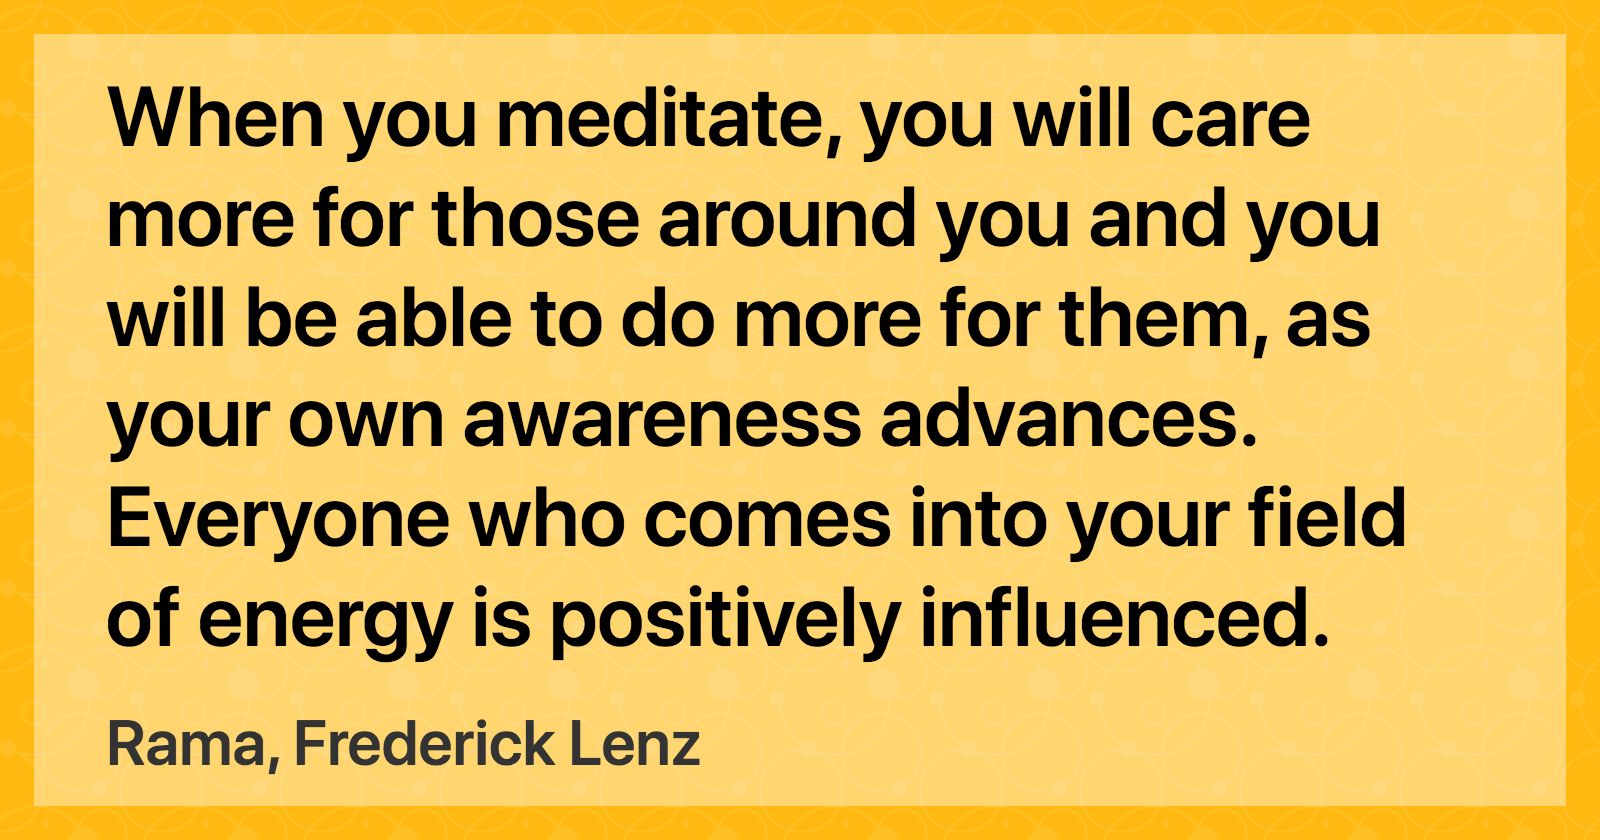 When you meditate, you will care
more for those around you and you
will be able to do more for them, as
your own awareness advances.
Everyone who comes into your field
of energy is positively influenced.
Rama, Frederick Lenz